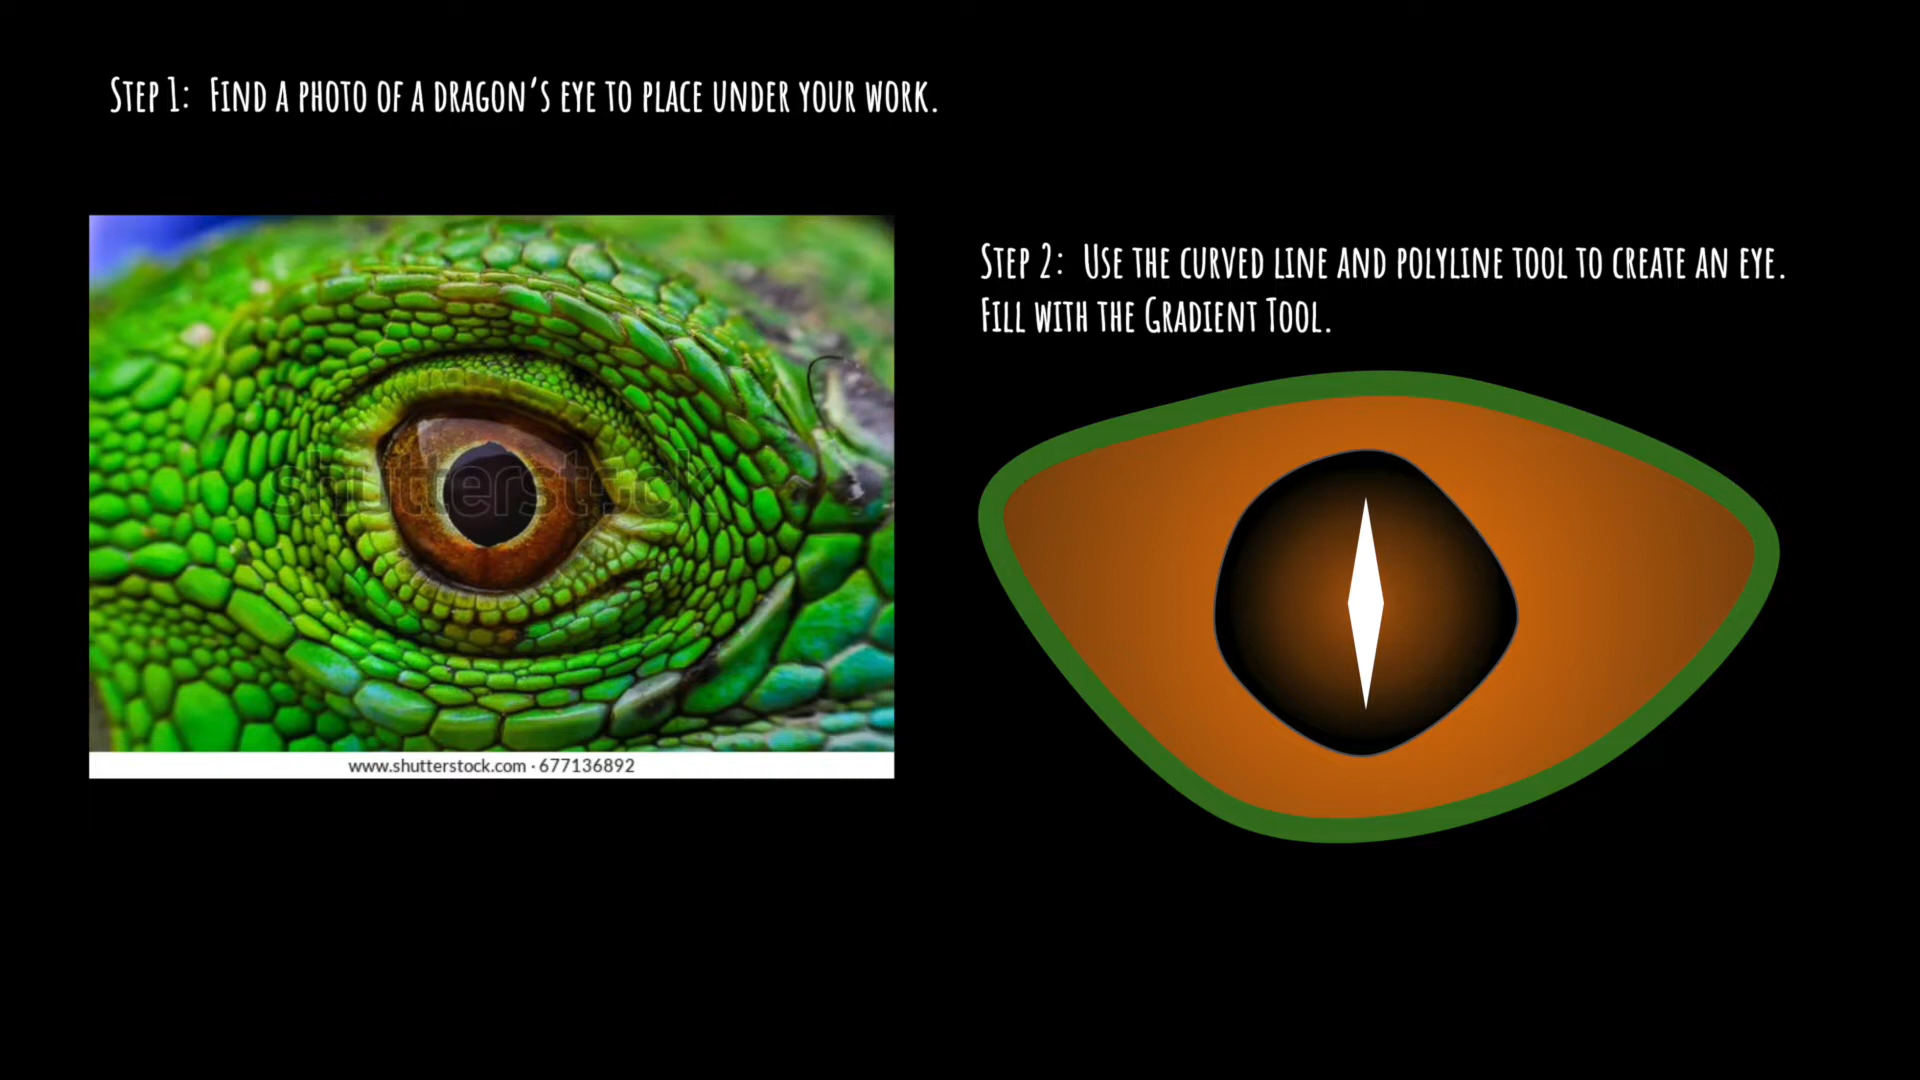 Step 1: Find a photo of a dragon's eye to place under your work.
Step 2: Use the curved line and polyline tool to create an eye.
Fill with the Gradient Tool.
shutterstock
www.shutterstock.com · 677136892